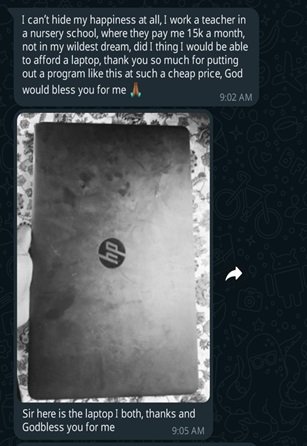 I can't hide my happiness at all, I work a teacher in
a nursery school, where they pay me 15k a month,
not in my wildest dream, did I thing I would be able
to afford a laptop, thank you so much for putting
out a program like this at such a cheap price, God
would bless you for me 🙏🏾
9:02 AM
hp
Sir here is the laptop I both, thanks and
Godbless you for me
9:05 AM